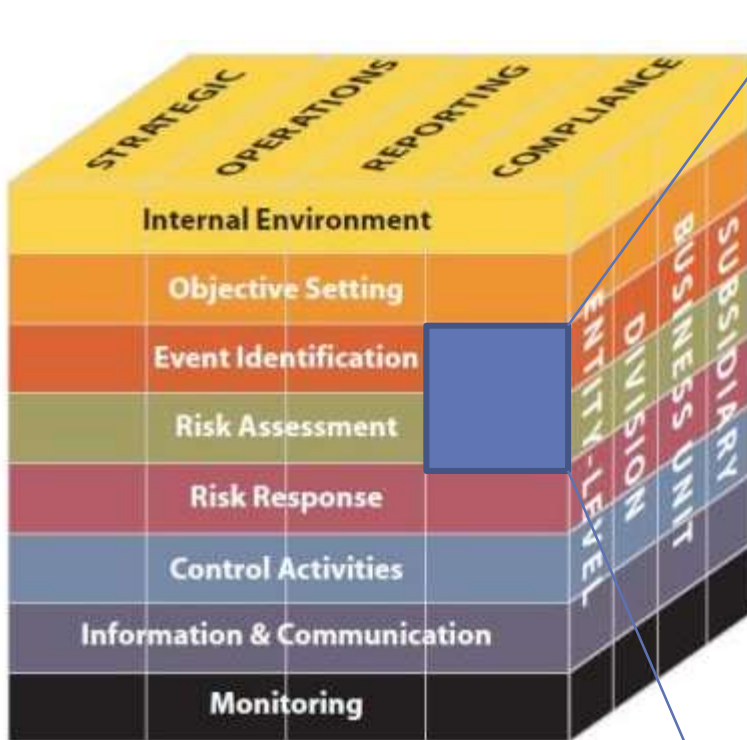 STRATEGIC
OPERATIONS
REPORTING
COMPLIANCE
Internal Environment
Objective Setting
Event Identification
Risk Assessment
Risk Response
Control Activities
Information & Communication
Monitoring
ENTITY-LEVEL
DIVISION
BUSINESS UNIT
SUBSIDIARY